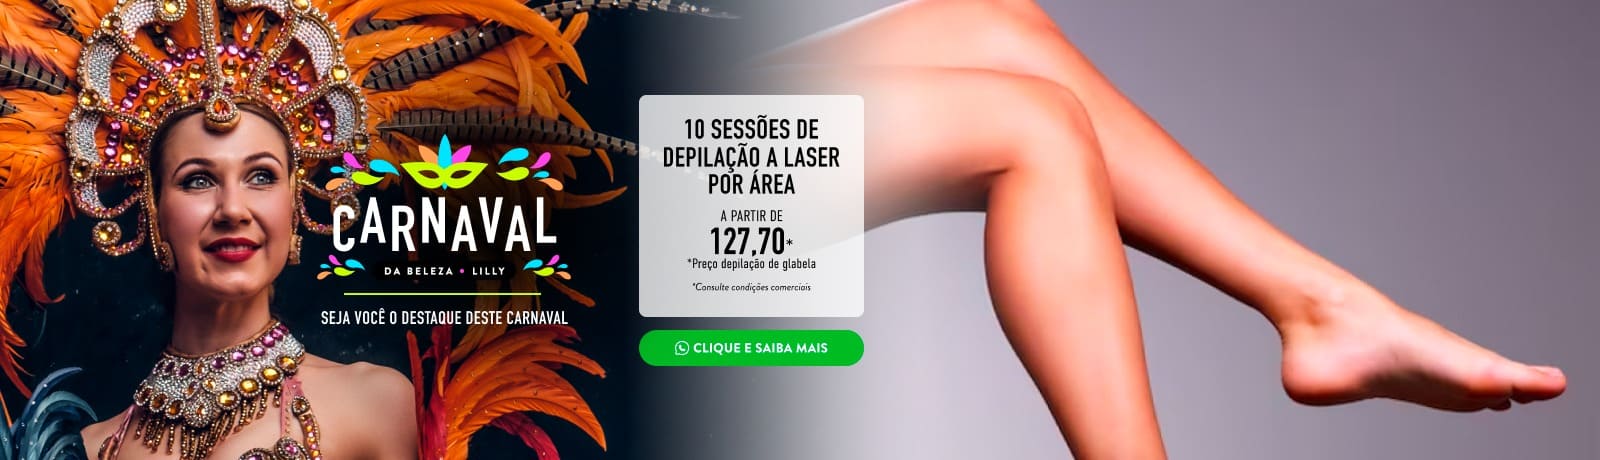 CARNAVAL
DA BELEZA • LILLY
SEJA VOCÊ O DESTAQUE DESTE CARNAVAL
10 SESSÕES DE
DEPILAÇÃO A LASER
POR ÁREA
A PARTIR DE
127,70*
*Preço depilação de glabela
*Consulte condições comerciais
CLIQUE E SAIBA MAIS